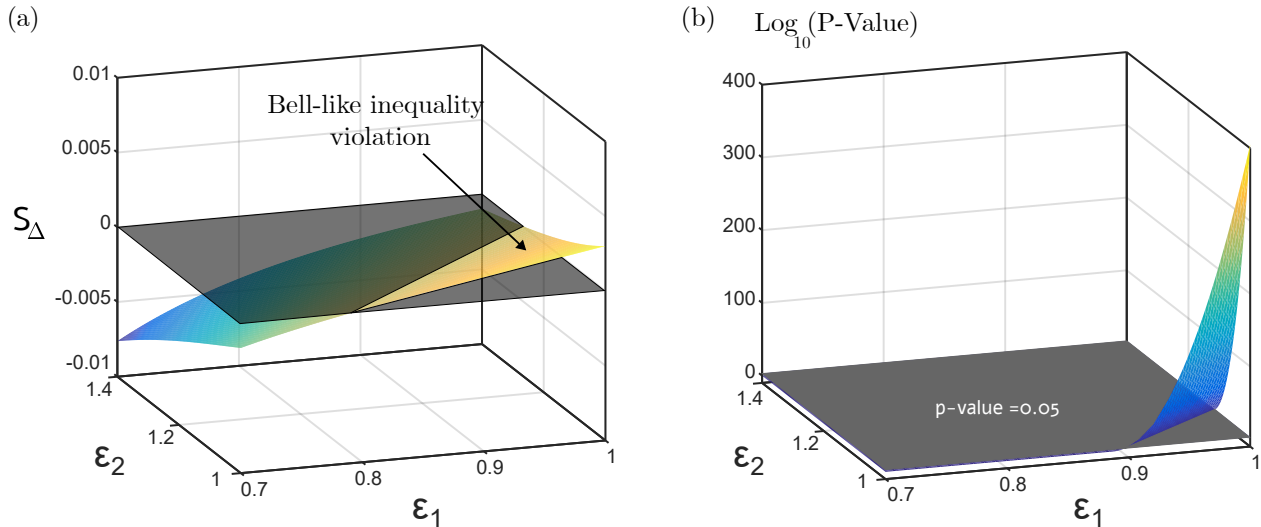 (a)
0.01
0.005
0
-0.005
-0.01
S_Δ
Bell-like inequality
violation
1.4
1.2
1
ε₂
0.7
0.8
0.9
1
ε₁
(b)
Log₁₀(P-Value)
400
300
200
100
0
p-value =0.05
1.4
1.2
1
ε₂
0.7
0.8
0.9
1
ε₁